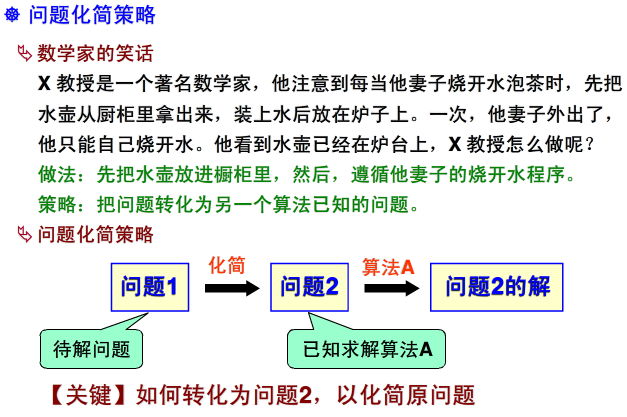 问题化简策略
数学家的笑话
X 教授是一个著名数学家，他注意到每当他妻子烧开水泡茶时，先把
水壶从厨柜里拿出来，装上水后放在炉子上。一次，他妻子外出了，
他只能自己烧开水。他看到水壶已经在炉台上，X 教授怎么做呢？
做法：先把水壶放进橱柜里，然后，遵循他妻子的烧开水程序。
策略：把问题转化为另一个算法已知的问题。
问题化简策略
化简
算法A
问题1
问题2
问题2的解
待解问题
已知求解算法A
【关键】如何转化为问题2，以化简原问题